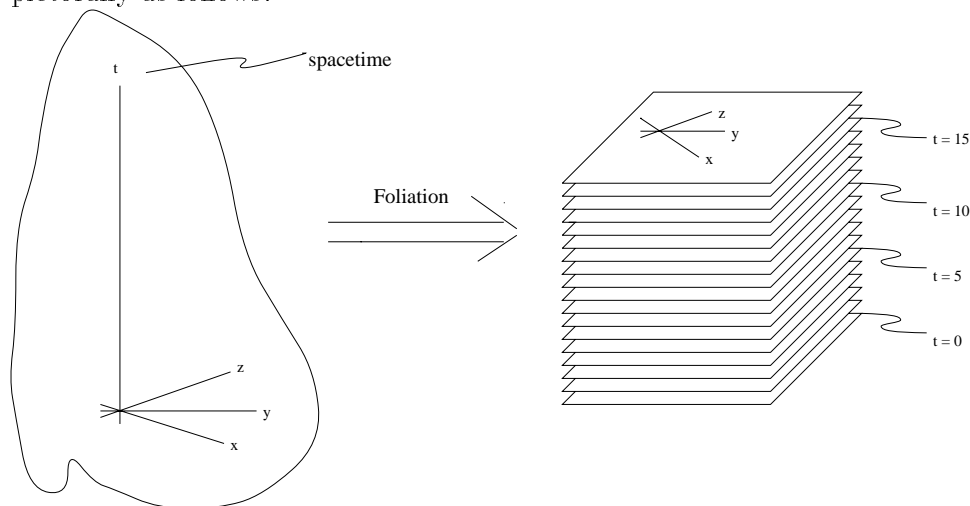 pictorially as follows:
t
spacetime
z
y
x
Foliation
z
y
x
t = 15
t = 10
t = 5
t = 0